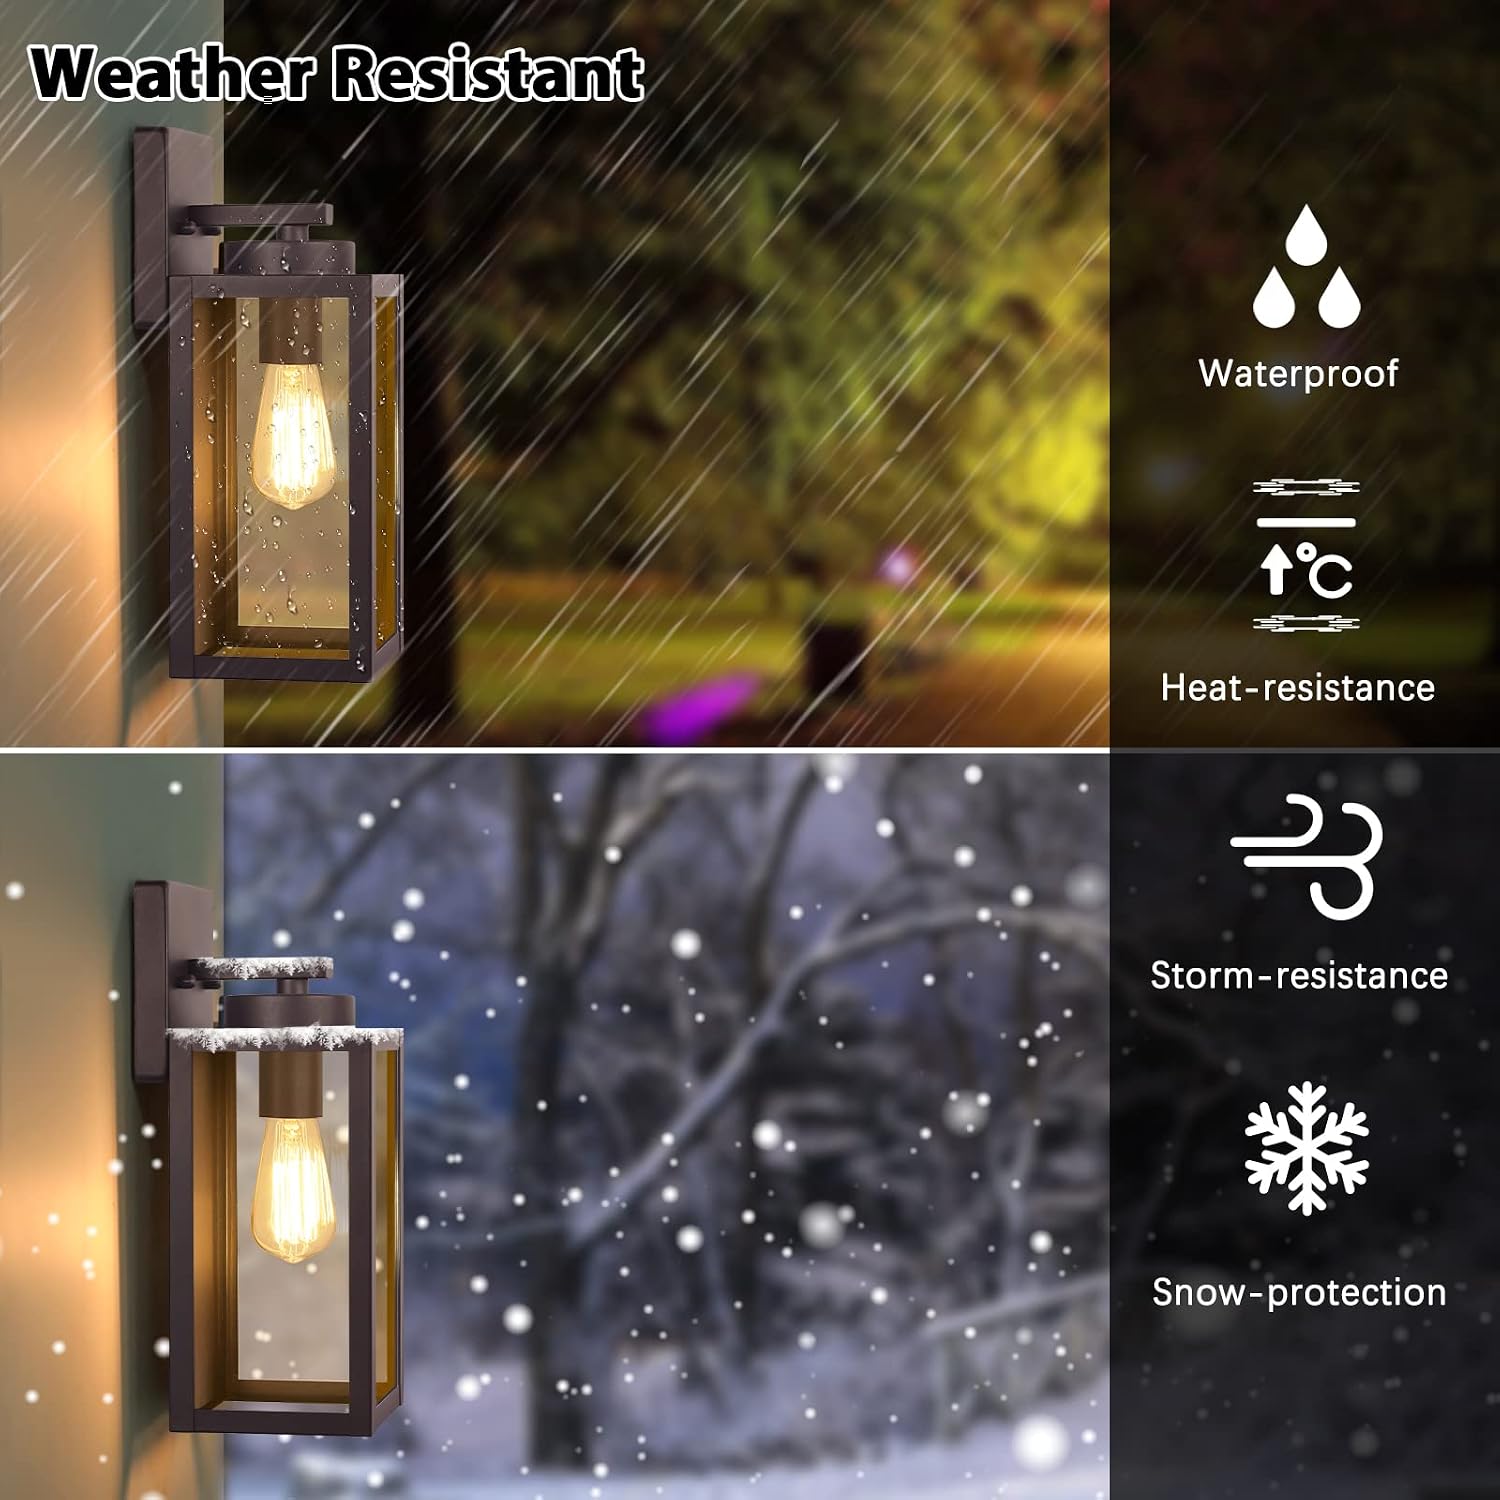 Weather Resistant
Waterproof
°C
Heat-resistance
Storm-resistance
Snow-protection